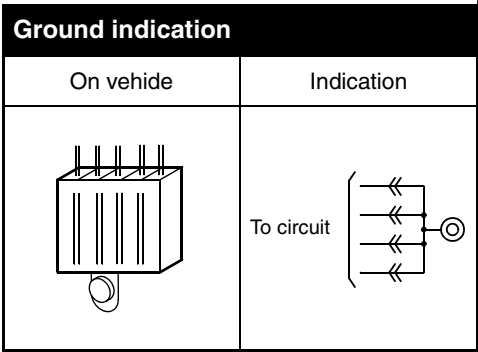 Ground indication
On vehide
Indication
To circuit